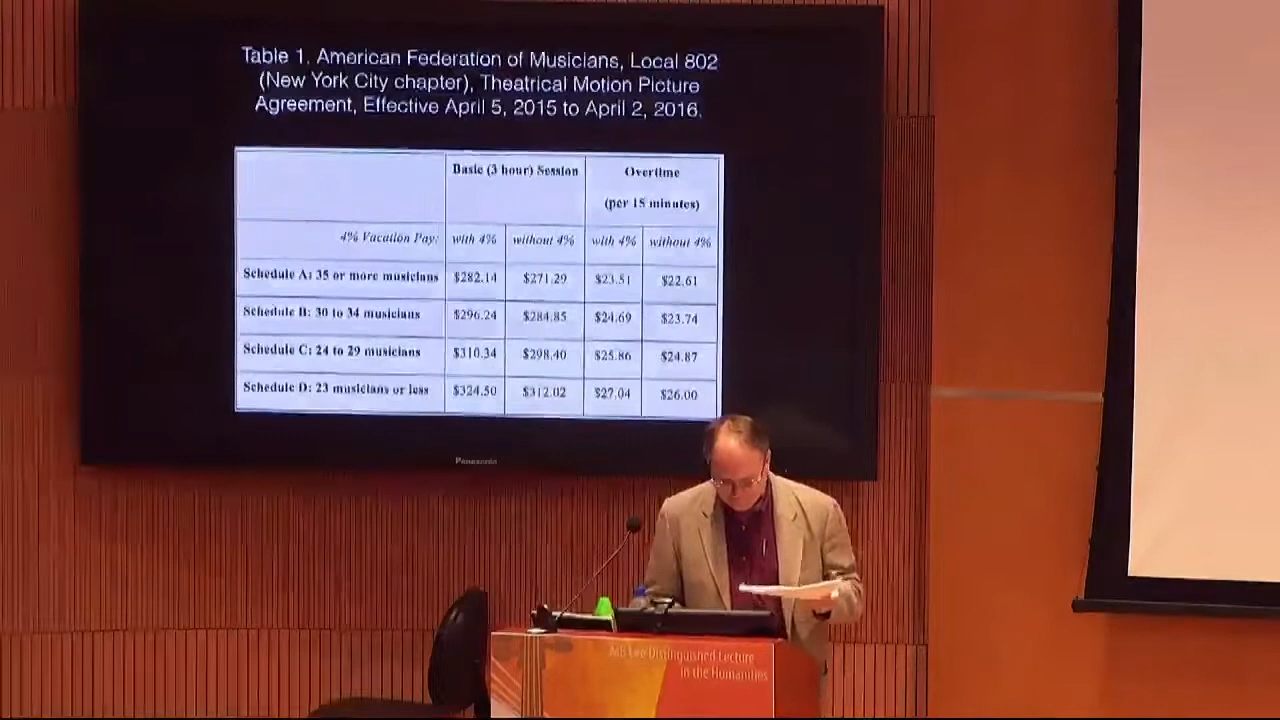 Table 1. American Federation of Musicians, Local 802
(New York City chapter), Theatrical Motion Picture
Agreement, Effective April 5, 2015 to April 2, 2016.
Basic (3 hour) Session Overtime
(per 15 minutes)
4% Vacation Pay: with 4% without 4% with 4% without 4%
Schedule A: 35 or more musicians $282.14 $271.29 $23.51 $22.61
Schedule B: 30 to 34 musicians $296.24 $284.85 $24.69 $23.74
Schedule C: 24 to 29 musicians $310.34 $298.40 $25.86 $24.87
Schedule D: 23 musicians or less $324.50 $312.02 $27.04 $26.00
Panasonic
Lee Distinguished Lecture
in the Humanities